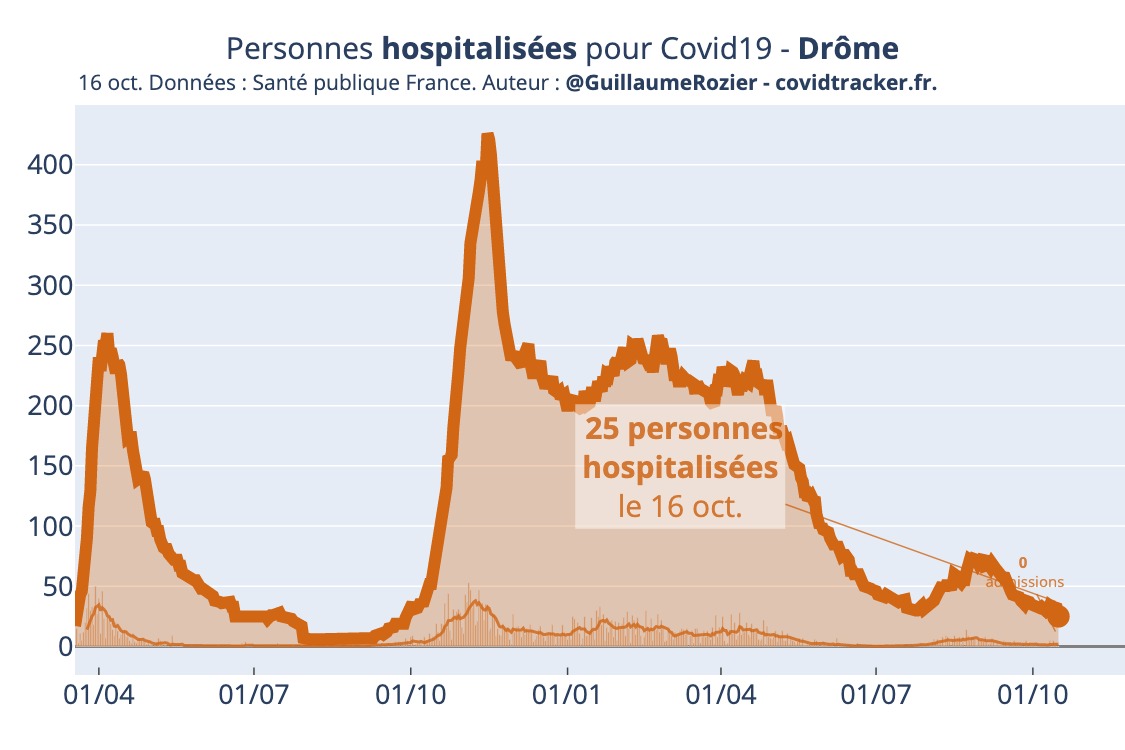 Personnes hospitalisées pour Covid19 - Drôme
16 oct. Données : Santé publique France. Auteur : @GuillaumeRozier - covidtracker.fr.
400
350
300
250
200
150
100
50
0
25 personnes
hospitalisées
le 16 oct.
0
admissions
01/04
01/07
01/10
01/01
01/04
01/07
01/10